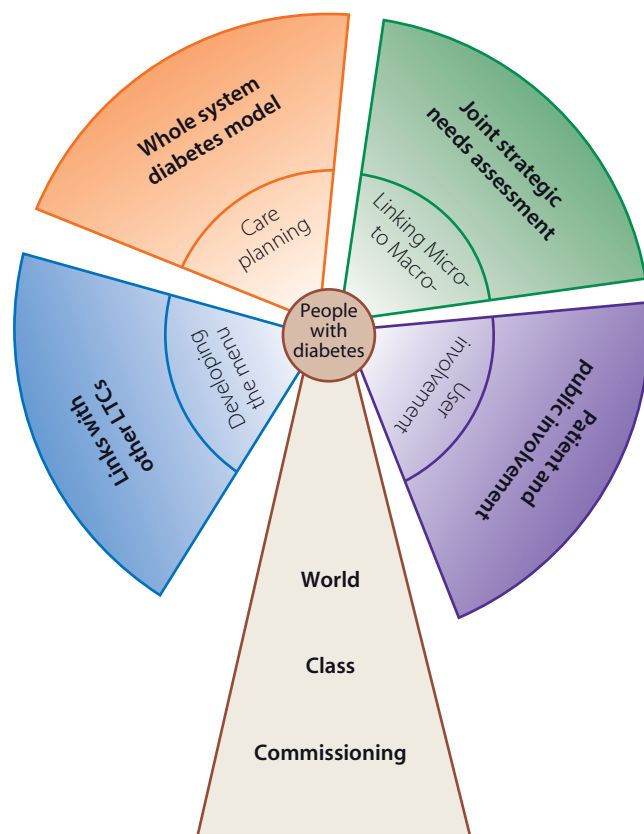 Whole system
diabetes model
Care
planning
Joint strategic
needs assessment
Linking Micro-
to Macro-
Links with
other LTCs
Developing
the menu
People
with
diabetes
User
involvement
Patient and
public involvement
World
Class
Commissioning